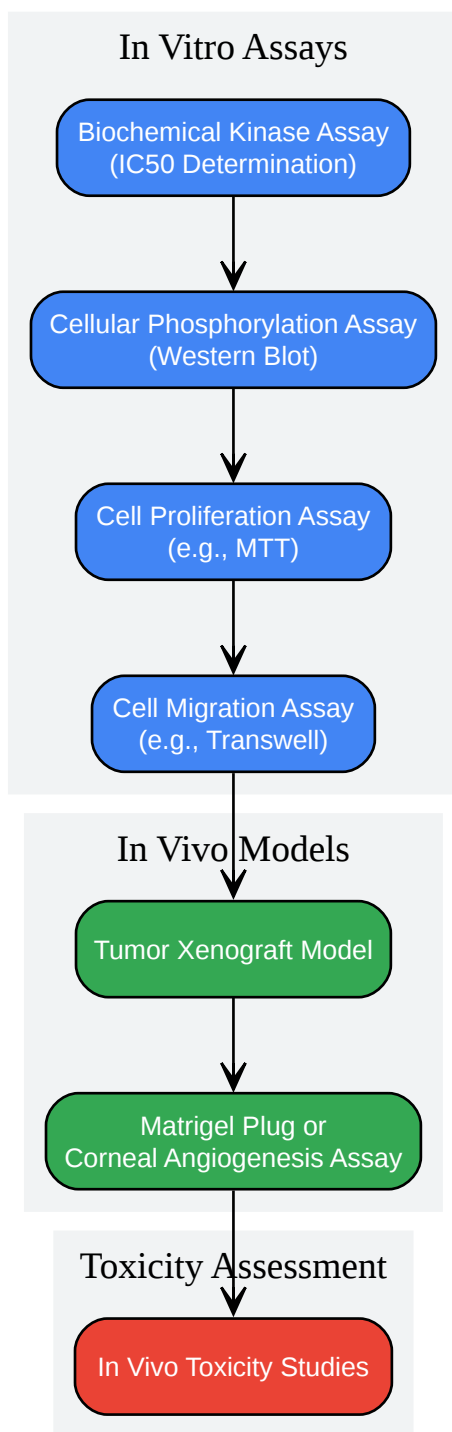 In Vitro Assays
Biochemical Kinase Assay
(IC50 Determination)
Cellular Phosphorylation Assay
(Western Blot)
Cell Proliferation Assay
(e.g., MTT)
Cell Migration Assay
(e.g., Transwell)
In Vivo Models
Tumor Xenograft Model
Matrigel Plug or
Corneal Angiogenesis Assay
Toxicity Assessment
In Vivo Toxicity Studies